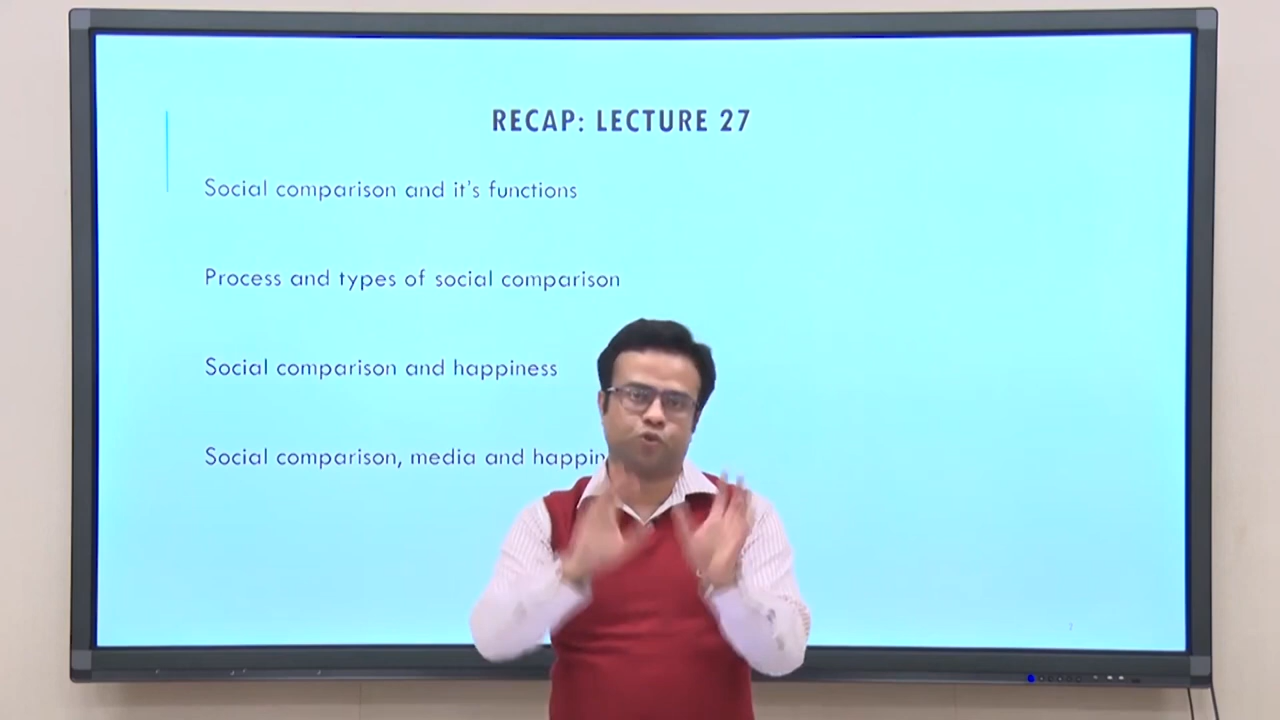 RECAP: LECTURE 27
Social comparison and it's functions
Process and types of social comparison
Social comparison and happiness
Social comparison, media and